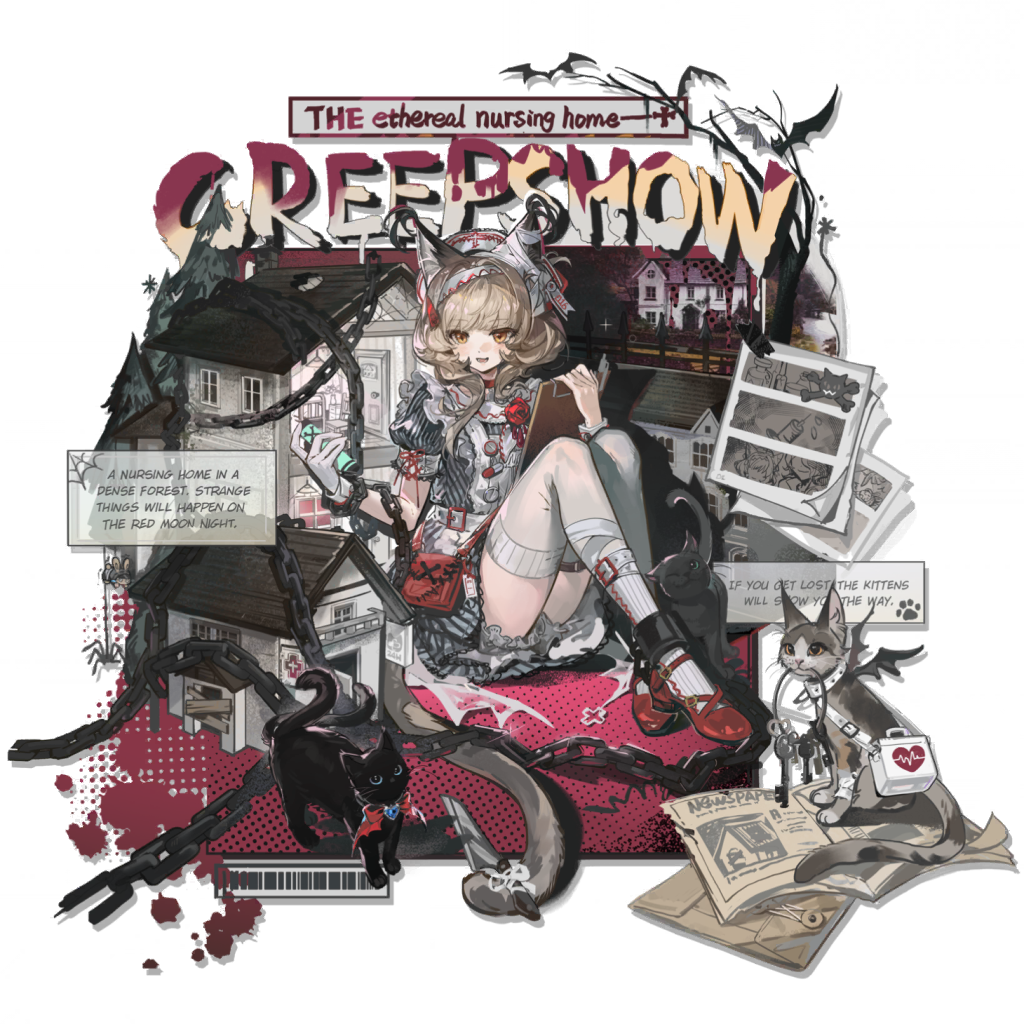 THE ethereal nursing home
CREEPSHOW
A NURSING HOME IN A
DENSE FOREST. STRANGE
THINGS WILL HAPPEN ON
THE RED MOON NIGHT.
IF YOU GET LOST THE KITTENS
WILL SHOW YOU THE WAY.
NEWSPAPER